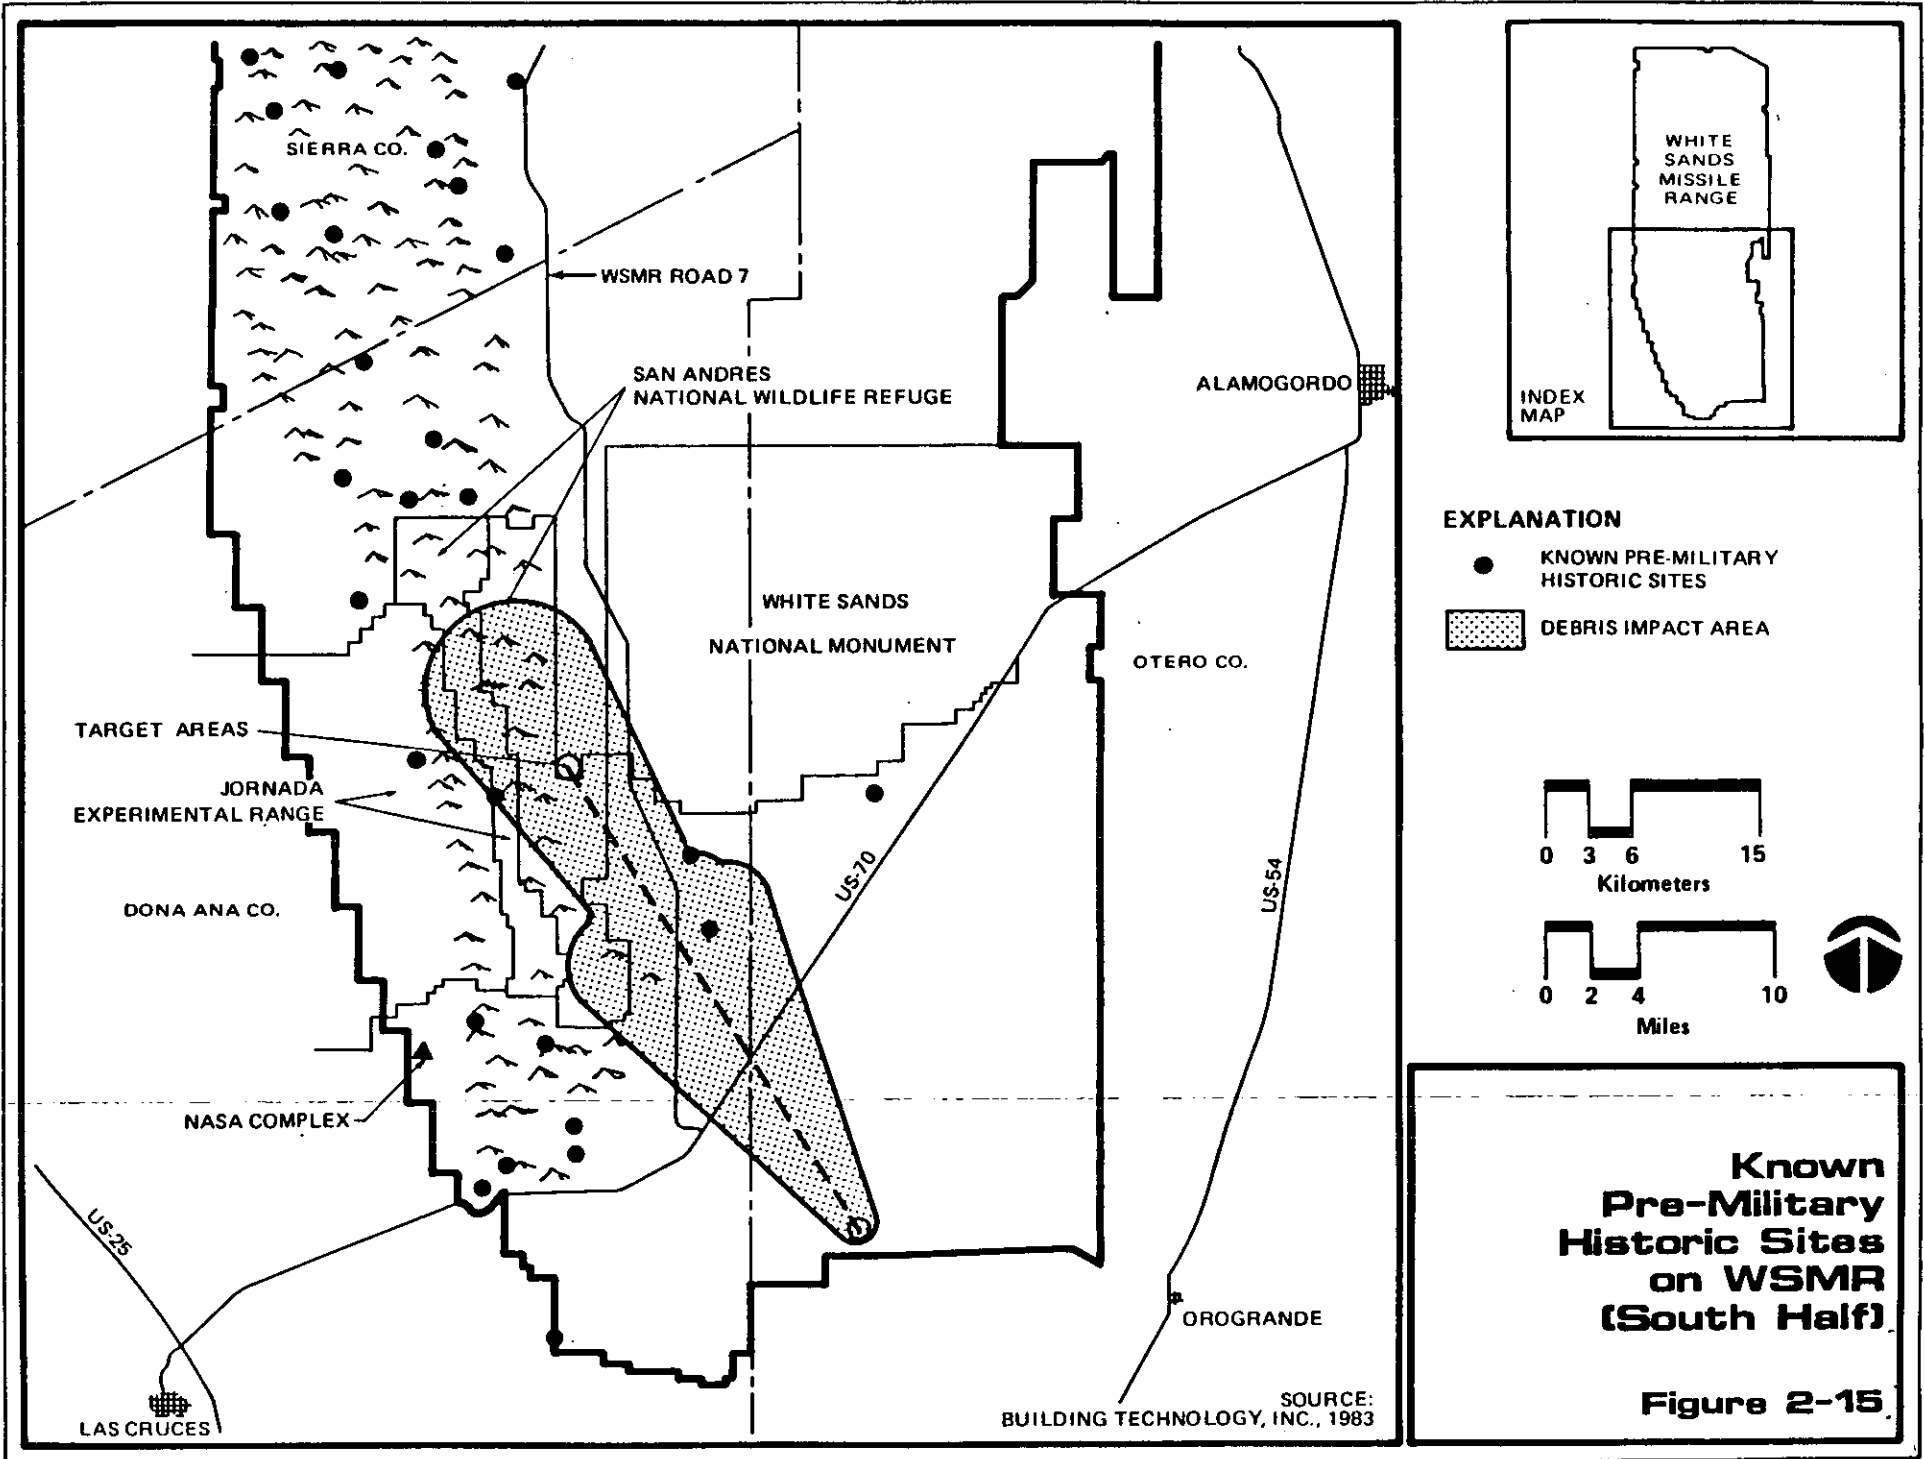 SIERRA CO.
WSMR ROAD 7
SAN ANDRES
NATIONAL WILDLIFE REFUGE
ALAMOGORDO
WHITE SANDS
NATIONAL MONUMENT
OTERO CO.
TARGET AREAS
JORNADA
EXPERIMENTAL RANGE
DONA ANA CO.
US-70
US-54
NASA COMPLEX
US-25
OROGRANDE
LAS CRUCES
SOURCE:
BUILDING TECHNOLOGY, INC., 1983
WHITE
SANDS
MISSILE
RANGE
INDEX
MAP
EXPLANATION
KNOWN PRE-MILITARY
HISTORIC SITES
DEBRIS IMPACT AREA
0 3 6 15
Kilometers
0 2 4 10
Miles
Known
Pre-Military
Historic Sites
on WSMR
(South Half)
Figure 2-15